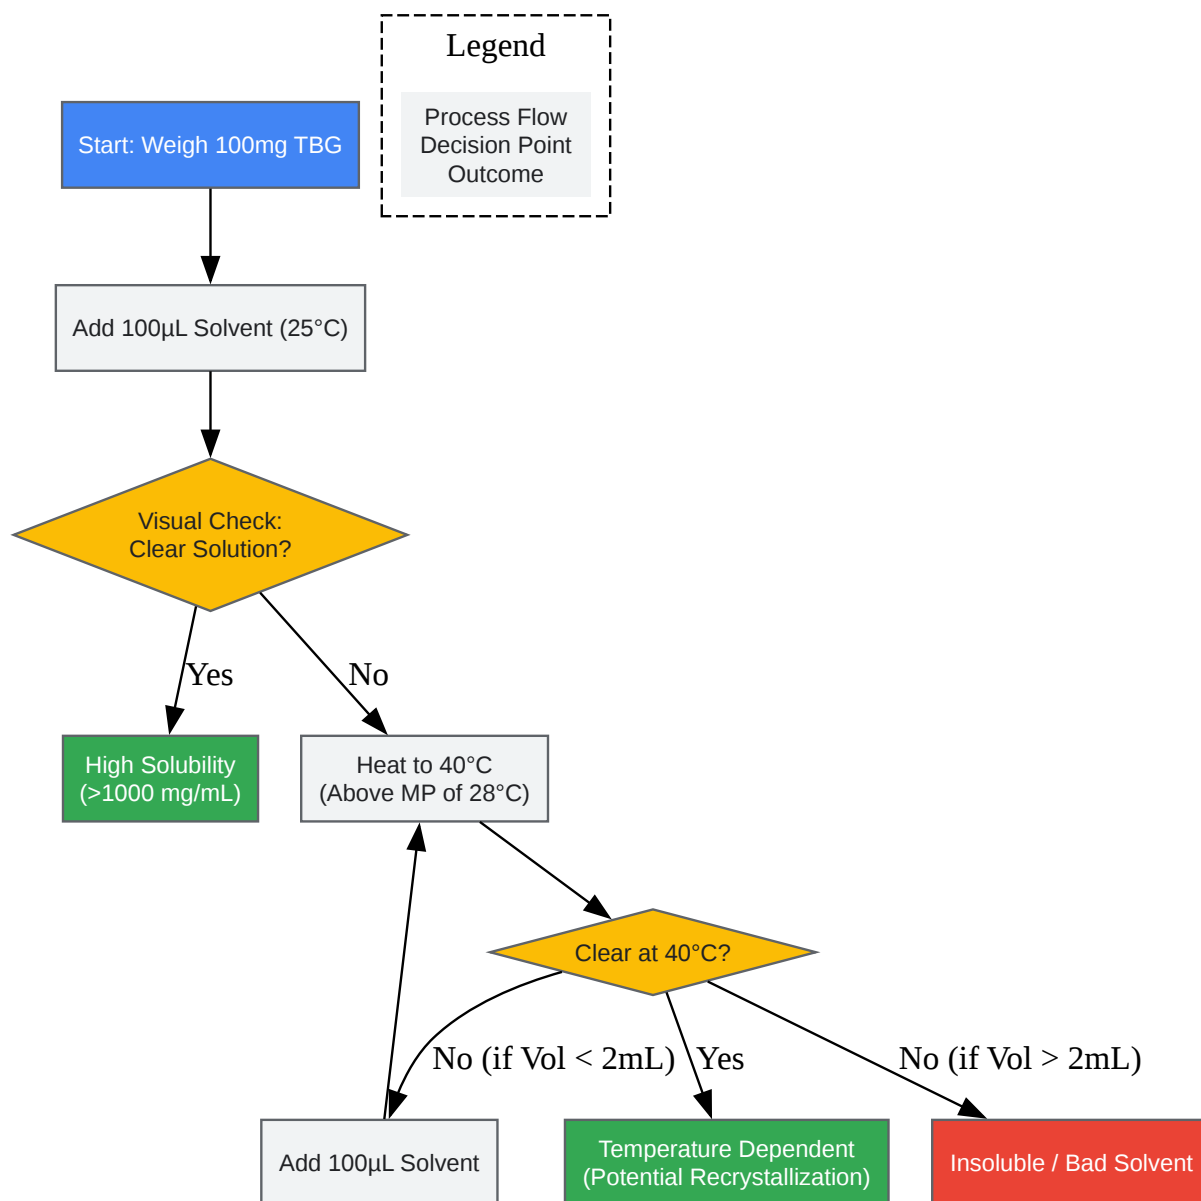 Legend
Process Flow
Decision Point
Outcome
Start: Weigh 100mg TBG
Add 100µL Solvent (25°C)
Visual Check:
Clear Solution?
Yes
No
High Solubility
(>1000 mg/mL)
Heat to 40°C
(Above MP of 28°C)
Clear at 40°C?
No (if Vol < 2mL)
Yes
No (if Vol > 2mL)
Add 100µL Solvent
Temperature Dependent
(Potential Recrystallization)
Insoluble / Bad Solvent